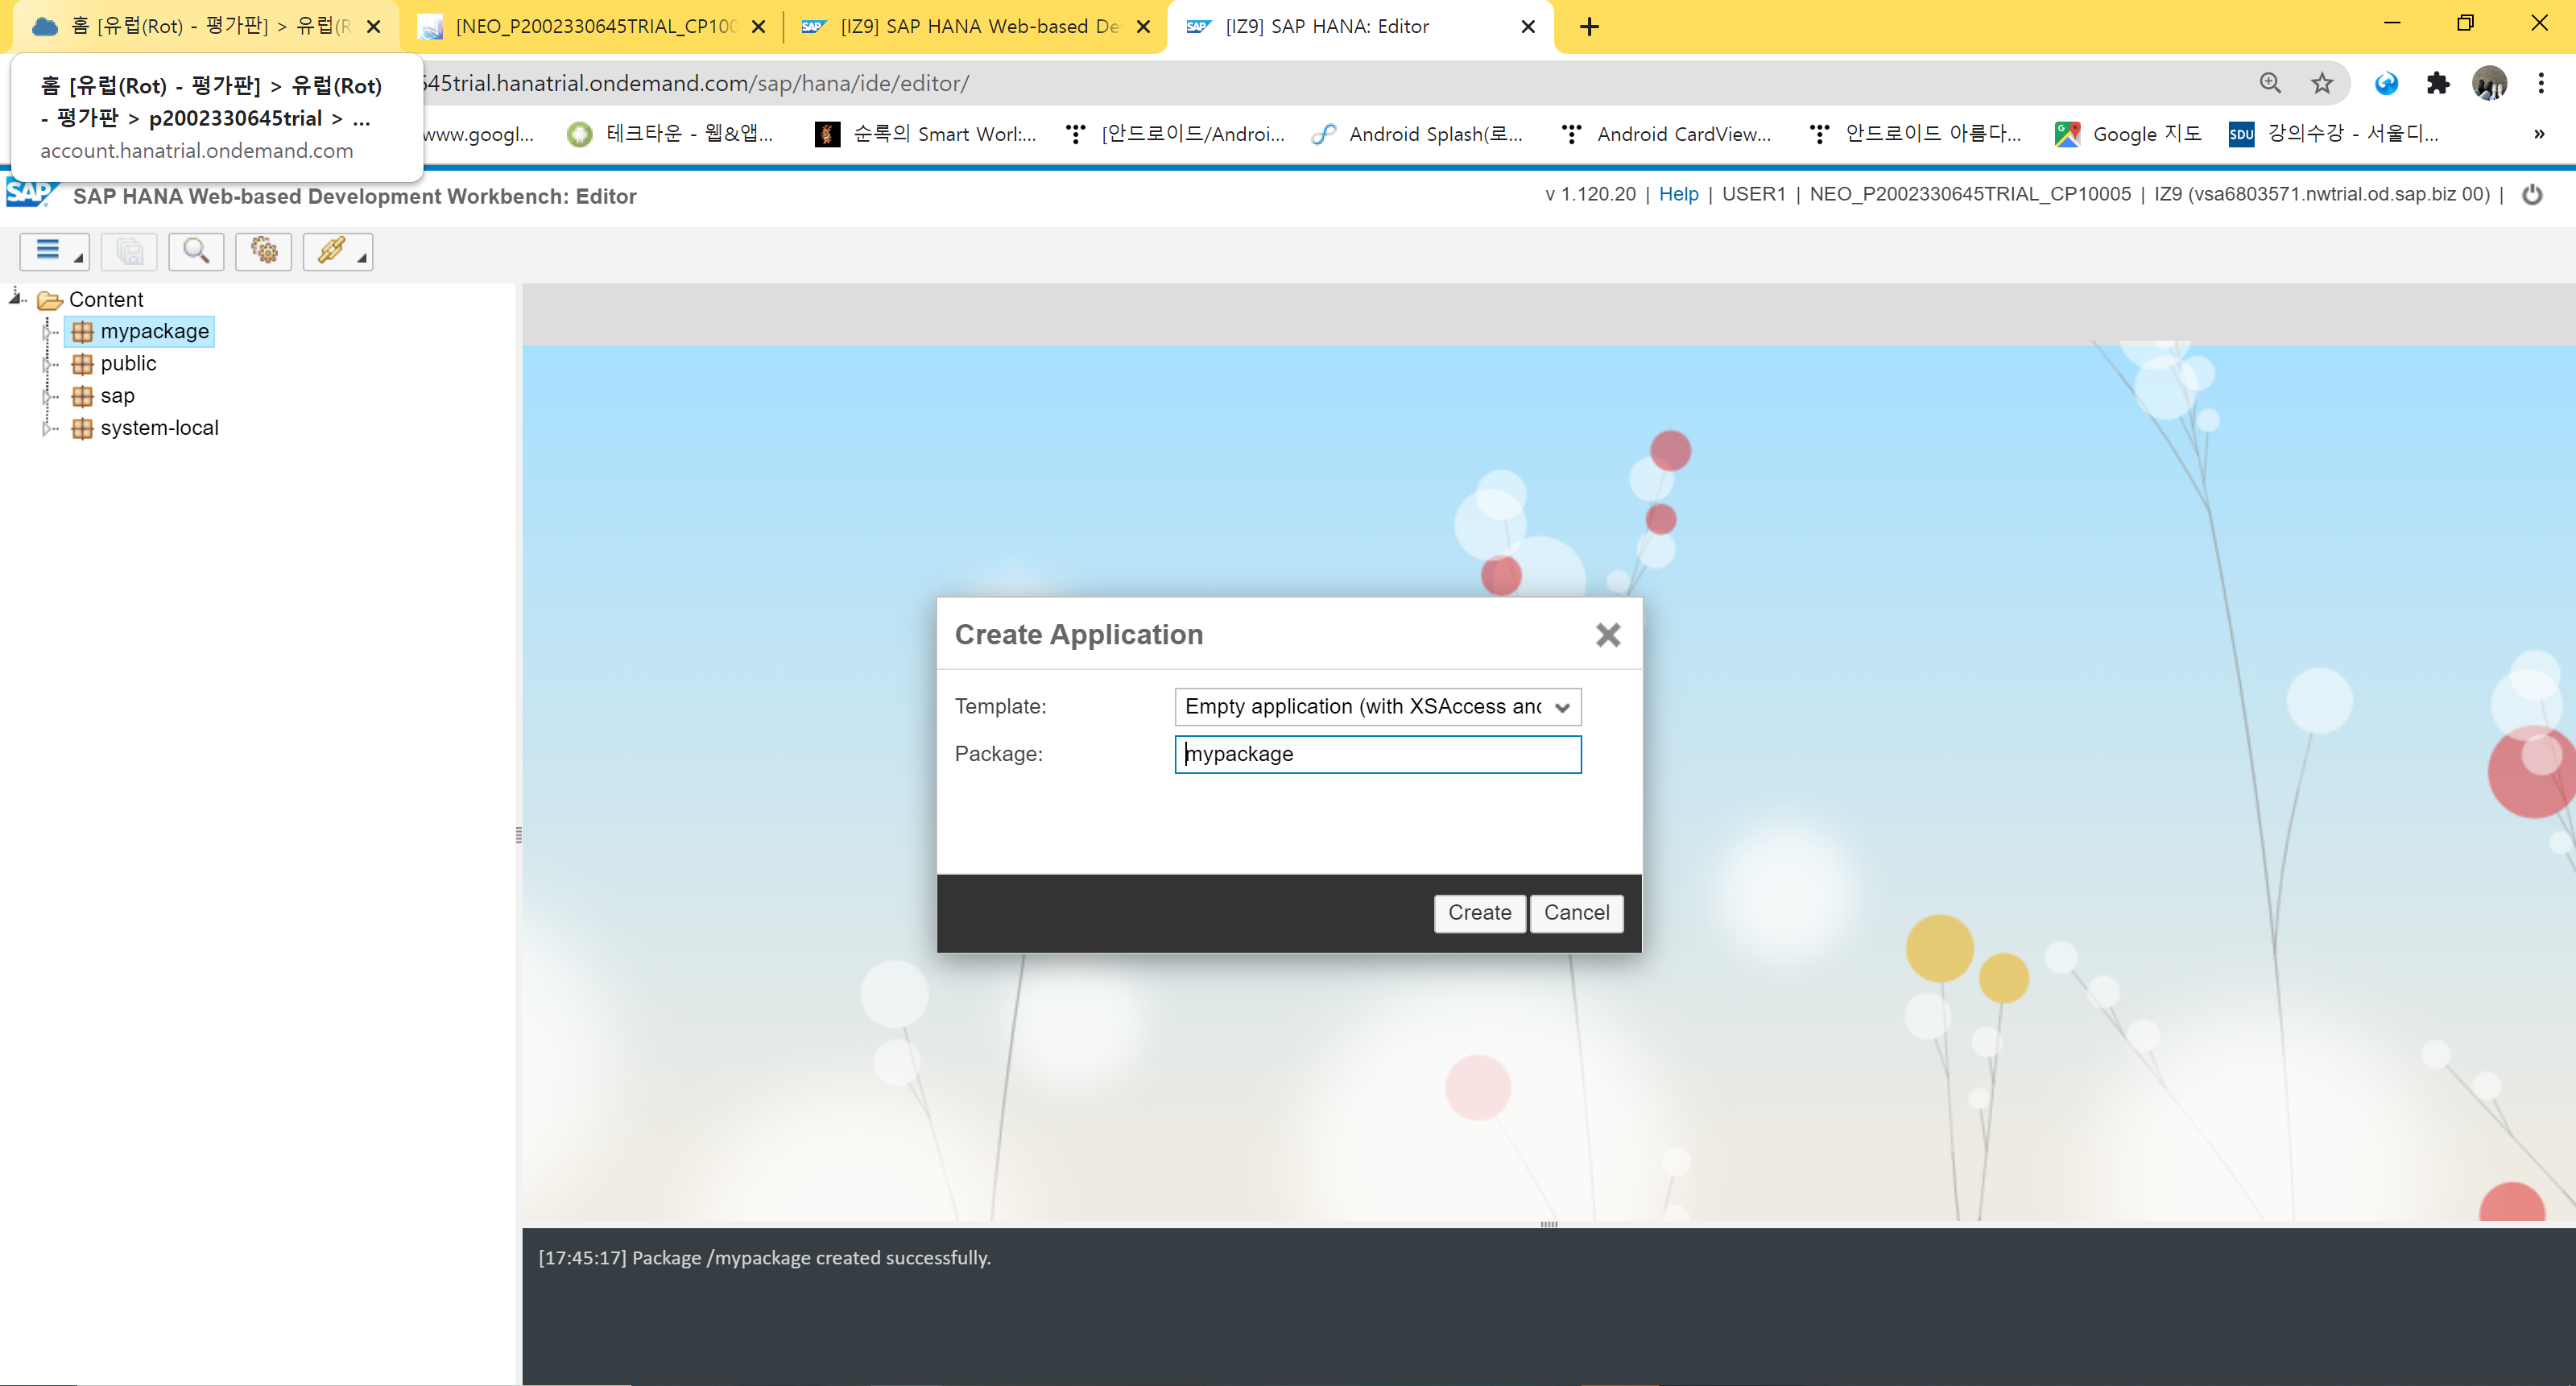 홈 [유럽(Rot) - 평가판] > 유럽(R
[NEO_P2002330645TRIAL_CP100
SAP [IZ9] SAP HANA Web-based De
SAP [IZ9] SAP HANA: Editor
홈 [유럽(Rot) - 평가판] > 유럽(Rot)
- 평가판 > p2002330645trial > ...
account.hanatrial.ondemand.com
45trial.hanatrial.ondemand.com/sap/hana/ide/editor/
www.googl...
테크타운 - 웹&앱...
순록의 Smart Worl:...
[안드로이드/Androi...
Android Splash(로...
Android CardView...
안드로이드 아름다...
Google 지도
SDU 강의수강 - 서울디...
»
SAP SAP HANA Web-based Development Workbench: Editor
v 1.120.20 | Help | USER1 | NEO_P2002330645TRIAL_CP10005 | IZ9 (vsa6803571.nwtrial.od.sap.biz 00) |
Content
mypackage
public
sap
system-local
Create Application
Template: Empty application (with XSAccess and
Package: mypackage
Create Cancel
[17:45:17] Package /mypackage created successfully.